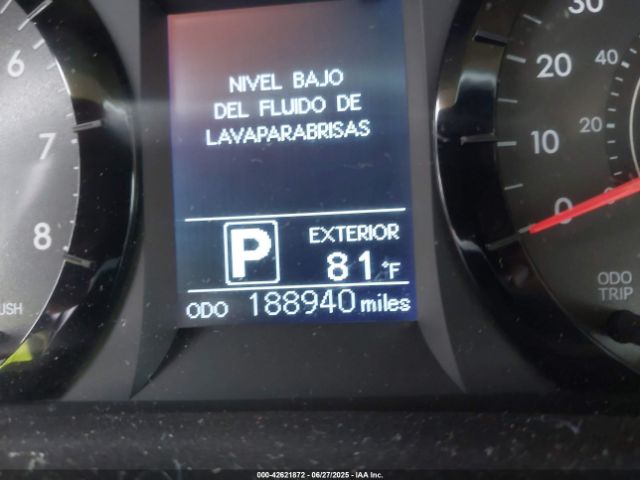 NIVEL BAJO
DEL FLUIDO DE
LAVAPARABRISAS
P
EXTERIOR
81°F
ODO 188940 miles
6
7
8
30
20
10
0
40
20
ODO
TRIP
000-42621872 | 06/27/2025 | IAA Inc.